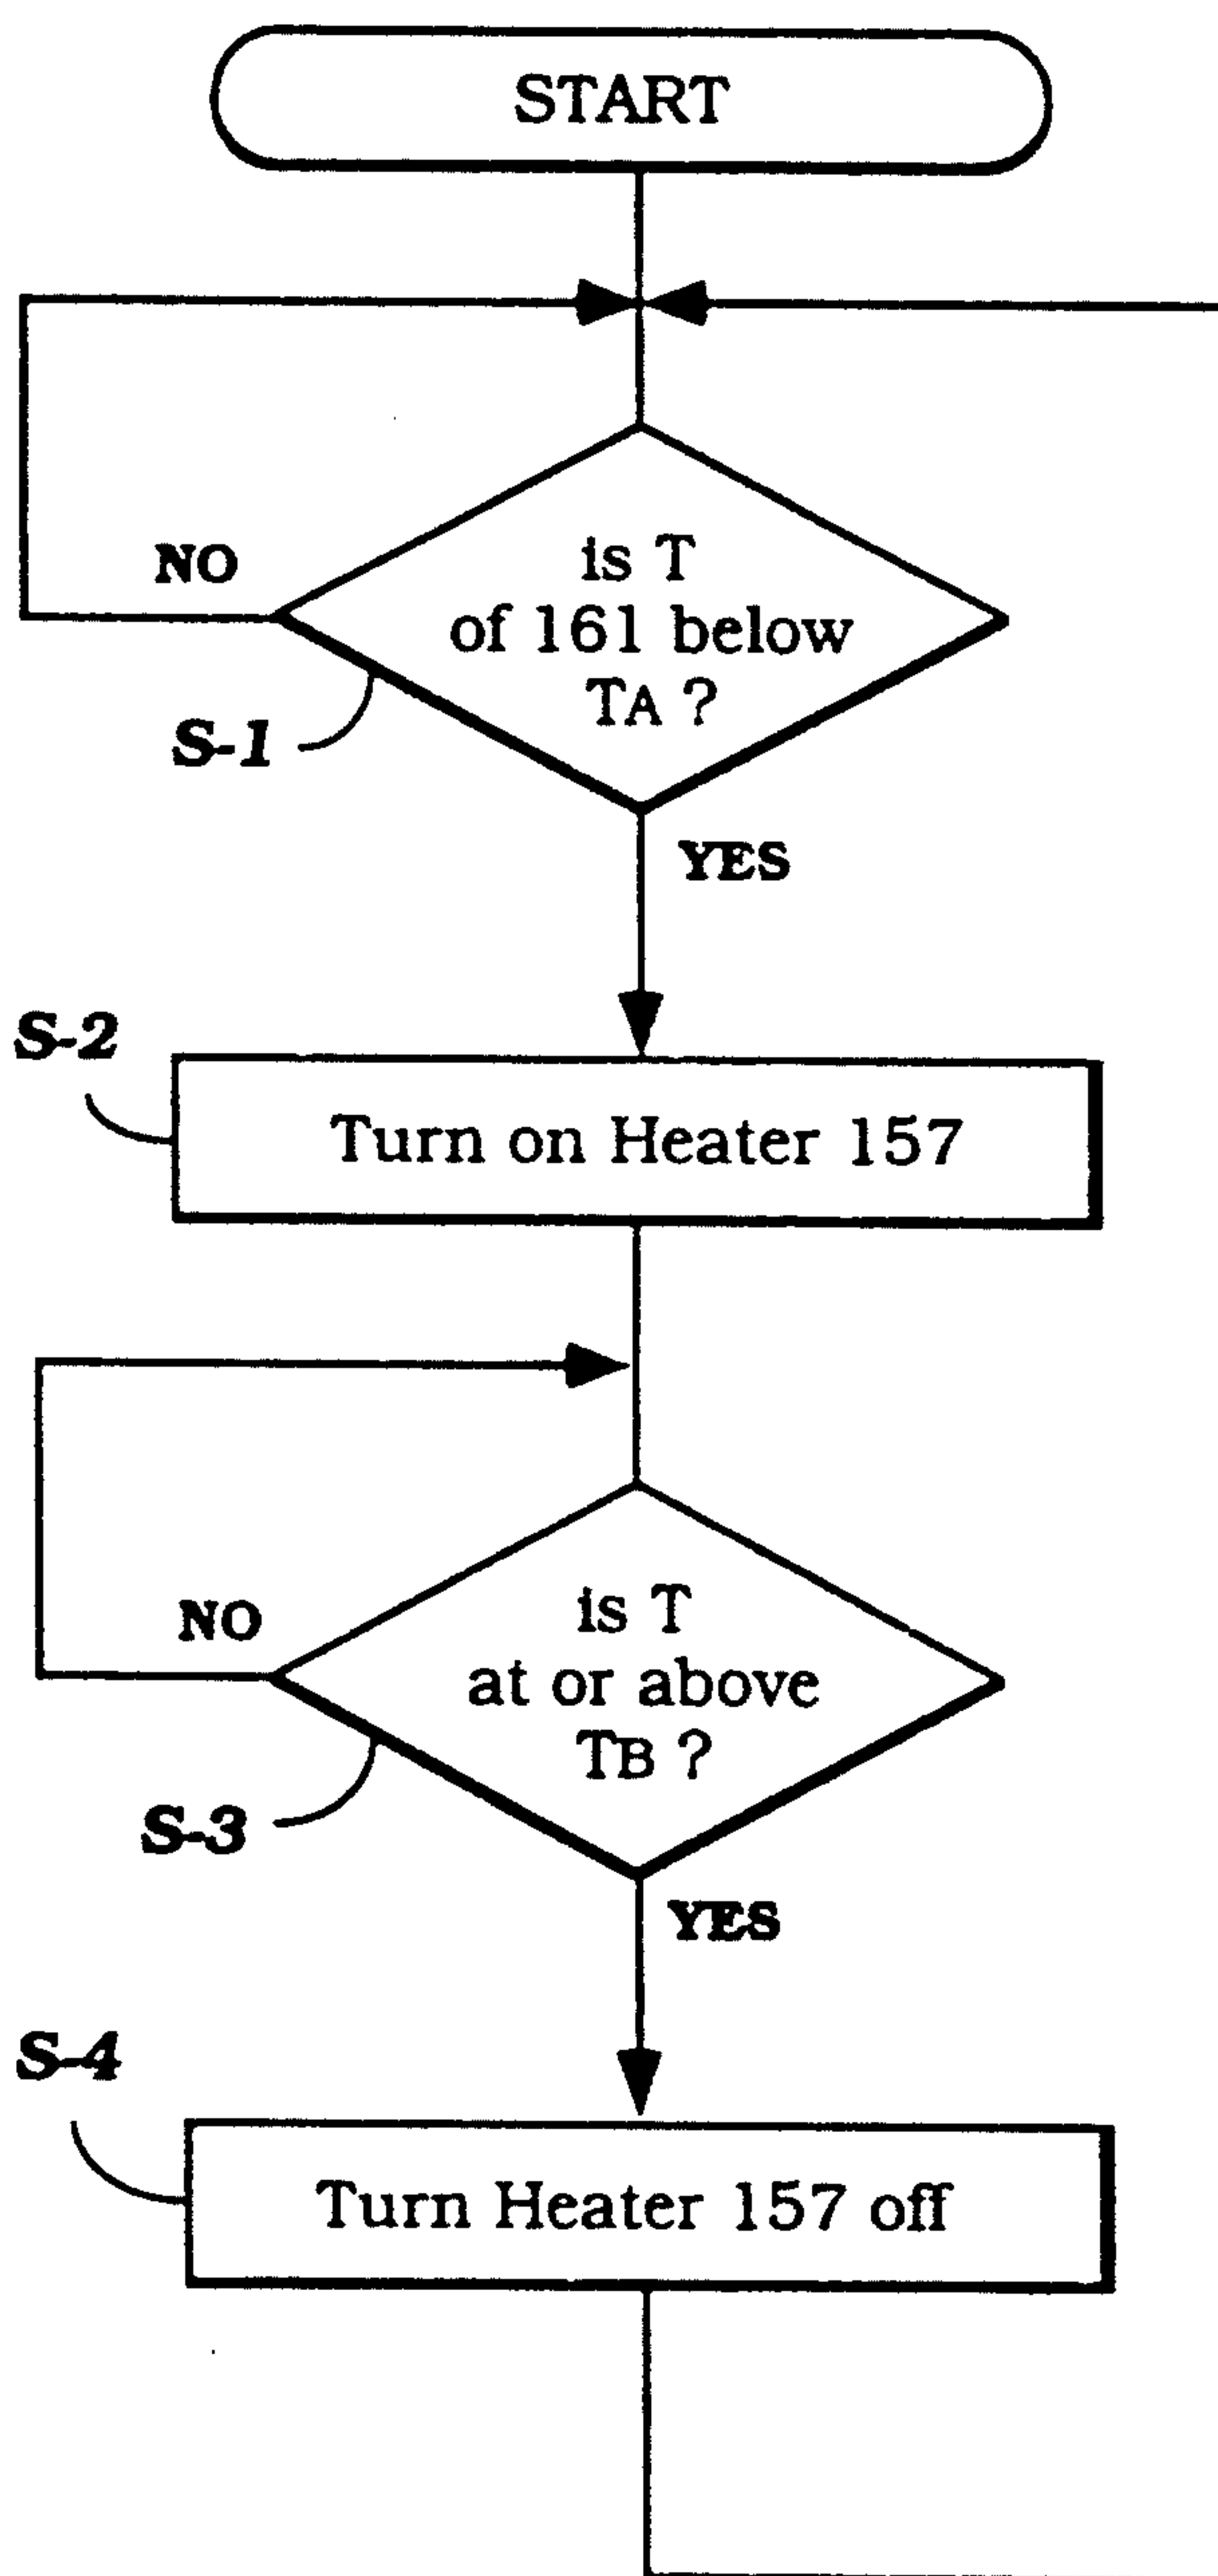 START
NO
is T
of 161 below
TA ?
S-1
YES
S-2
Turn on Heater 157
NO
is T
at or above
TB ?
S-3
YES
S-4
Turn Heater 157 off